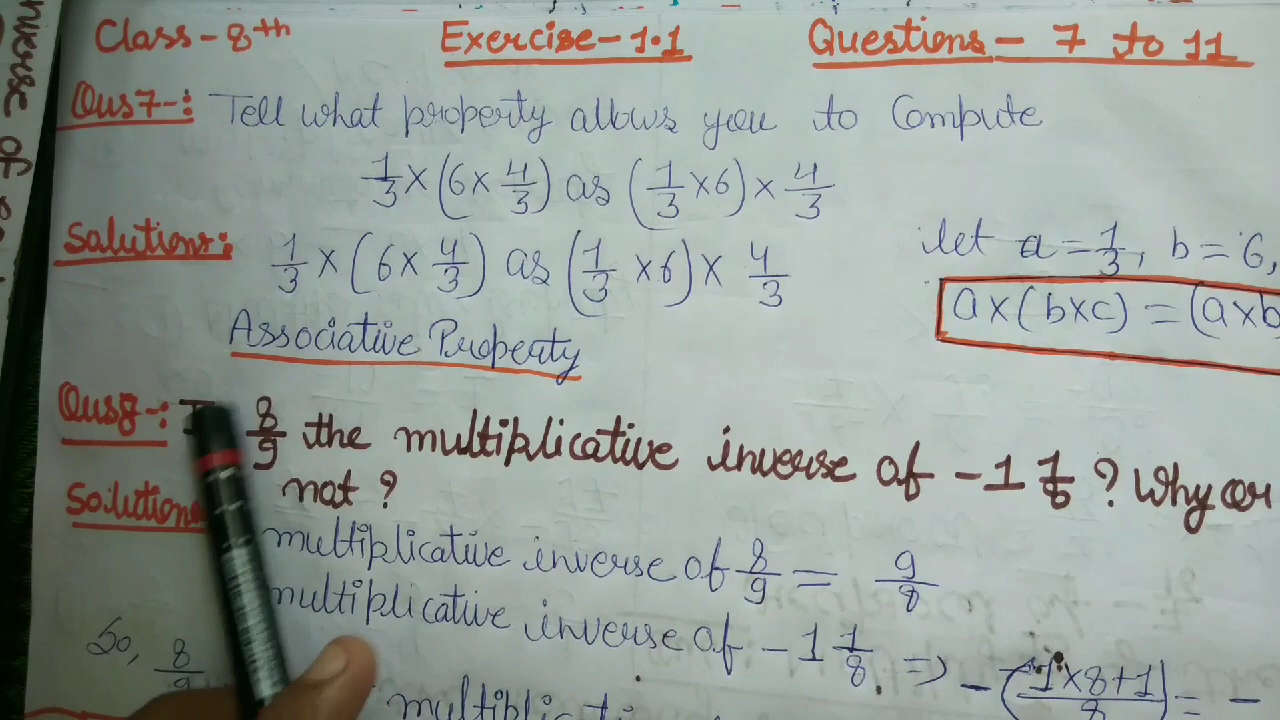 Class-8th Exercise-1.1 Questions- 7 to 11
Ous7-: Tell what property allows you to Compute
1/3 × (6 × 4/3) as (1/3 × 6) × 4/3
Solution:
1/3 × (6 × 4/3) as (1/3 × 6) × 4/3
let a = 1/3, b = 6,
a×(b×c) = (a×b
Associative Property
Ous8-: 8/9 the multiplicative inverse of -1 1/8 ? Why or
not ?
Solution
multiplicative inverse of 8/9 = 9/8
multiplicative inverse of -1 1/8 => -(1×8+1)/8 = -
So, 8/9